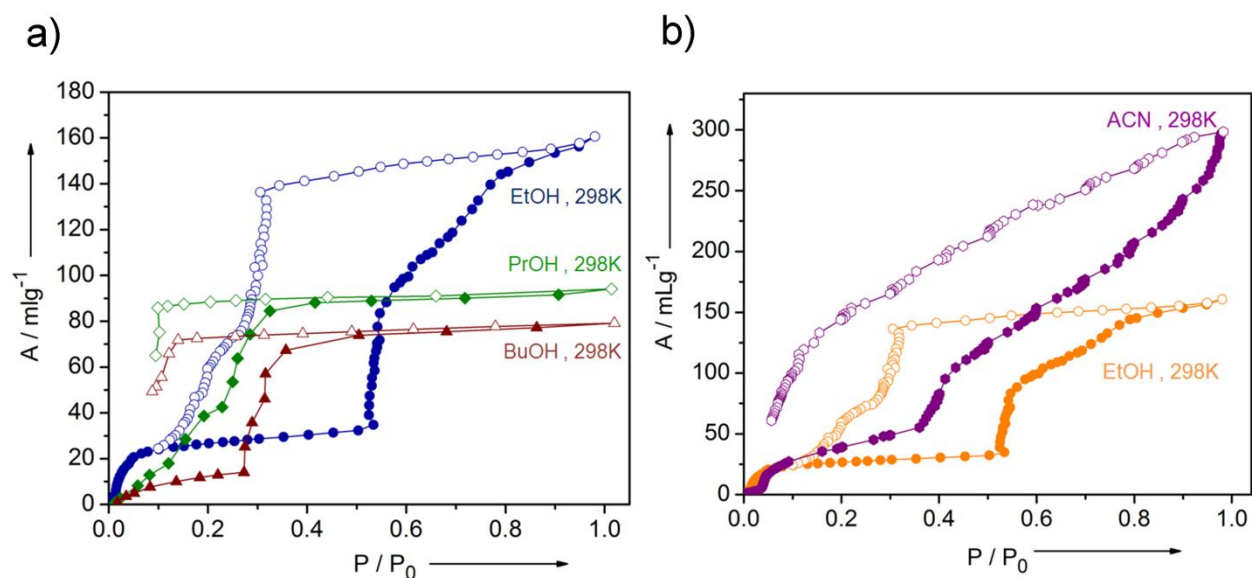 a)
A / mlg⁻¹
180
160
140
120
100
80
60
40
20
0
EtOH , 298K
PrOH , 298K
BuOH , 298K
0.0 0.2 0.4 0.6 0.8 1.0
P / P₀
b)
A / mLg⁻¹
300
250
200
150
100
50
0
ACN , 298K
EtOH , 298K
0.0 0.2 0.4 0.6 0.8 1.0
P / P₀